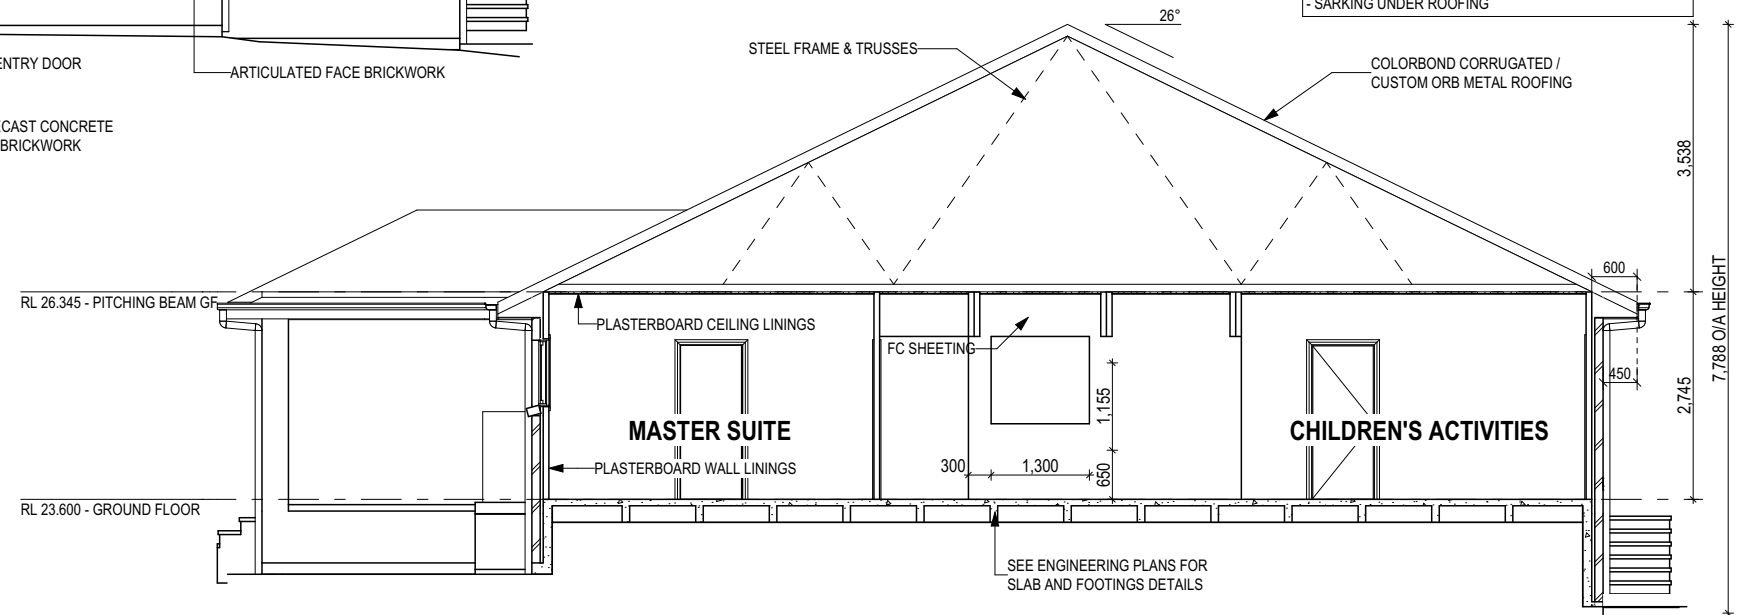 - SARKING UNDER ROOFING
26°
STEEL FRAME & TRUSSES
ENTRY DOOR
ARTICULATED FACE BRICKWORK
COLORBOND CORRUGATED /
CUSTOM ORB METAL ROOFING
CONCRETE
BRICKWORK
3,538
600
7,788 O/A HEIGHT
RL 26.345 - PITCHING BEAM GF
PLASTERBOARD CEILING LININGS
FC SHEETING
450
2,745
1,155
MASTER SUITE
CHILDREN'S ACTIVITIES
PLASTERBOARD WALL LININGS
300
1,300
650
RL 23.600 - GROUND FLOOR
SEE ENGINEERING PLANS FOR
SLAB AND FOOTINGS DETAILS